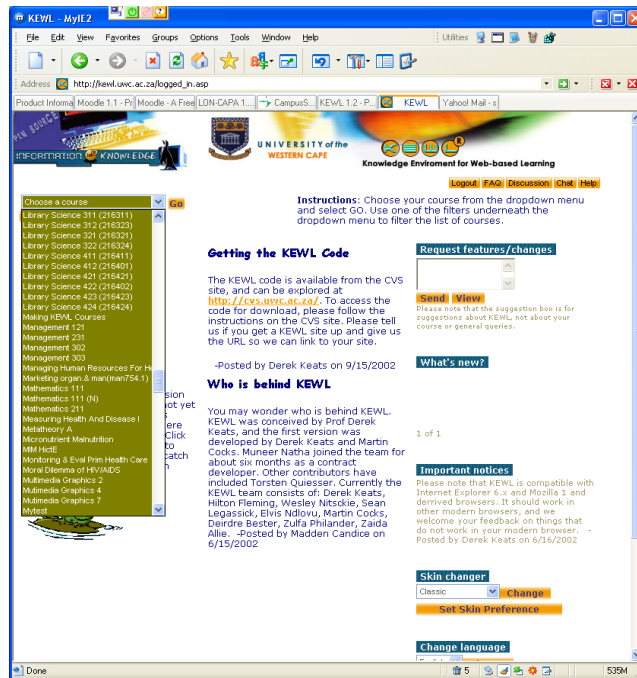 KEWL - MyIE2
File Edit View Favorites Groups Options Tools Window Help
Utilities
Address http://kewl.uwc.ac.za/logged_in.asp
Product Informa Moodle 1.1 - Pr Moodle - A Free LON-CAPA 1.... CampusS... KEWL 1.2 - P... KEWL Yahoo! Mail - s
PEN SOURCE
INFORMATION KNOWLEDGE
UNIVERSITY of the
WESTERN CAPE
Knowledge Enviroment for Web-based Learning
Logout FAQ Discussion Chat Help
Choose a course Go
Library Science 311 (216311)
Library Science 312 (216323)
Library Science 321 (216321)
Library Science 322 (216324)
Library Science 411 (216411)
Library Science 412 (216401)
Library Science 421 (216421)
Library Science 422 (216402)
Library Science 423 (216423)
Library Science 424 (216424)
Making KEWL Courses
Management 121
Management 231
Management 302
Management 303
Managing Human Resources For He
Marketing organ.& man(man754.1)
Mathematics 111
Mathematics 111 (N)
Mathematics 211
Measuring Health And Disease I
Metatheory A
Micronutrient Malnutrition
MIM HictE
Monitoring & Eval Prim Health Care
Moral Dilemma of HIV/AIDS
Multimedia Graphics 2
Mutimedia Graphics 4
Mutimedia Graphics 7
Mytest
sion
not yet
s
ere
Click
to
catch
n
Instructions: Choose your course from the dropdown menu
and select GO. Use one of the filters underneath the
dropdown menu to filter the list of courses.
Getting the KEWL Code
The KEWL code is available from the CVS
site, and can be explored at
http://cvs.uwc.ac.za/. To access the
code for download, please follow the
instructions on the CVS site. Please tell
us if you get a KEWL site up and give us
the URL so we can link to your site.
-Posted by Derek Keats on 9/15/2002
Who is behind KEWL
You may wonder who is behind KEWL.
KEWL was conceived by Prof Derek
Keats, and the first version was
developed by Derek Keats and Martin
Cocks. Muneer Natha joined the team for
about six months as a contract
developer. Other contributors have
included Torsten Quiesser. Currently the
KEWL team consists of: Derek Keats,
Hilton Fleming, Wesley Nitsckie, Sean
Legassick, Elvis Ndlovu, Martin Cocks,
Deirdre Bester, Zulfa Philander, Zaida
Allie. -Posted by Madden Candice on
6/15/2002
Request features/changes
Send View
Please note that the suggestion box is for
suggestions about KEWL, not about your
course or general queries.
What's new?
1 of 1
Important notices
Please note that KEWL is compatible with
Internet Explorer 6.x and Mozilla 1 and
derrived browsers. It should work in
other modern browsers, and we
welcome your feedback on things that
do not work in your modern browser. -
Posted by Derek Keats on 6/16/2002
Skin changer
Classic Change
Set Skin Preference
Change language
Done
5
535M